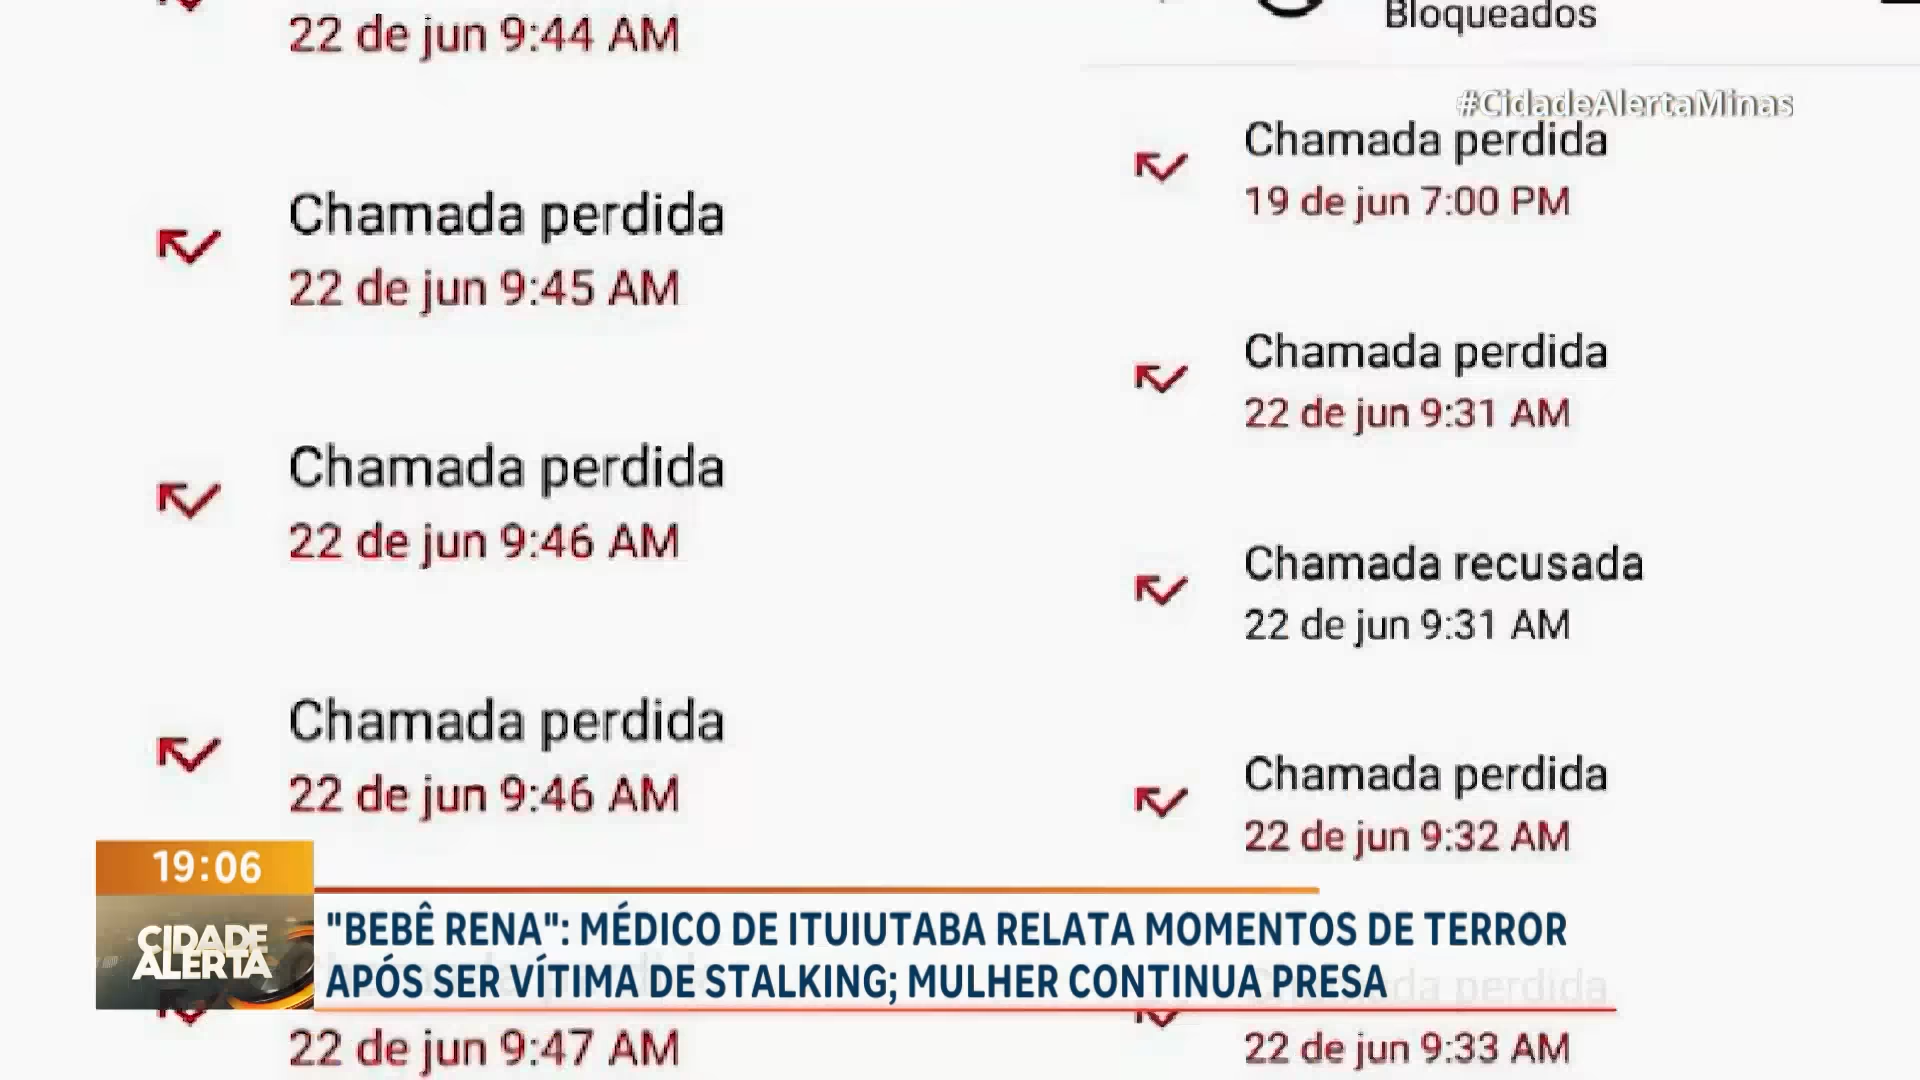 22 de jun 9:44 AM
Chamada perdida
22 de jun 9:45 AM
Chamada perdida
22 de jun 9:46 AM
Chamada perdida
22 de jun 9:46 AM
22 de jun 9:47 AM
Bloqueados
#CidadeAlertaMinas
Chamada perdida
19 de jun 7:00 PM
Chamada perdida
22 de jun 9:31 AM
Chamada recusada
22 de jun 9:31 AM
Chamada perdida
22 de jun 9:32 AM
Chamada perdida
22 de jun 9:33 AM
19:06
CIDADE
ALERTA
"BEBÊ RENA": MÉDICO DE ITUIUTABA RELATA MOMENTOS DE TERROR
APÓS SER VÍTIMA DE STALKING; MULHER CONTINUA PRESA